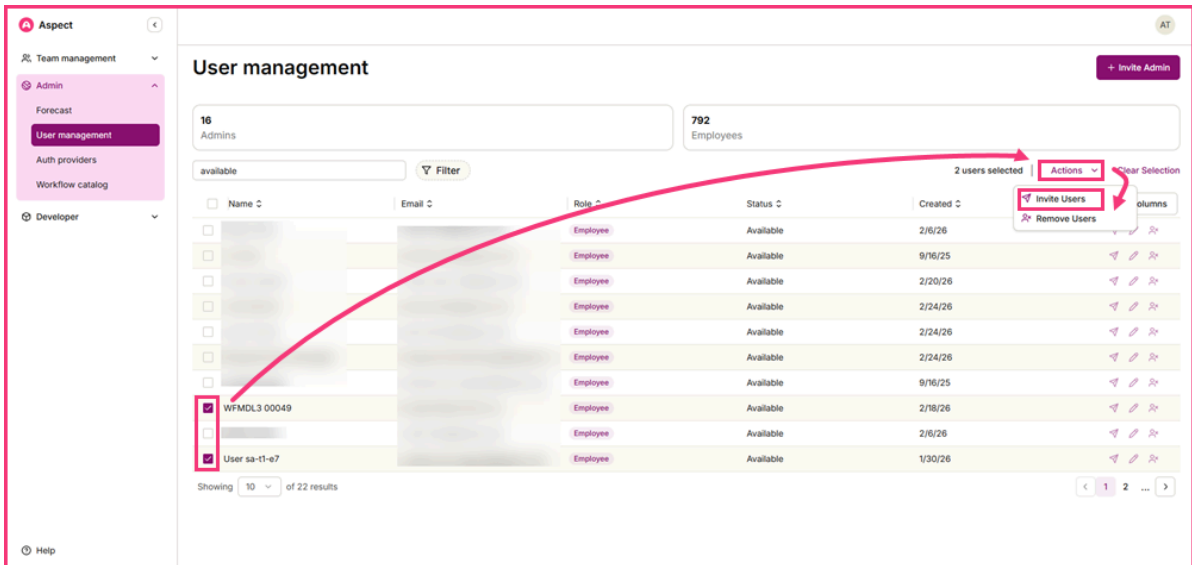 Aspect
AT
Team management
Admin
Forecast
User management
Auth providers
Workflow catalog
Developer
Help
User management
+ Invite Admin
16
Admins
792
Employees
available
Filter
2 users selected
Actions
Clear Selection
Invite Users
Remove Users
Name Email Role Status Created
Employee Available 2/6/26
Employee Available 9/16/25
Employee Available 2/20/26
Employee Available 2/24/26
Employee Available 2/24/26
Employee Available 2/24/26
Employee Available 9/16/25
WFMDL3 00049 Employee Available 2/18/26
Employee Available 2/6/26
User sa-t1-e7 Employee Available 1/30/26
Showing 10 of 22 results
1 2 ...